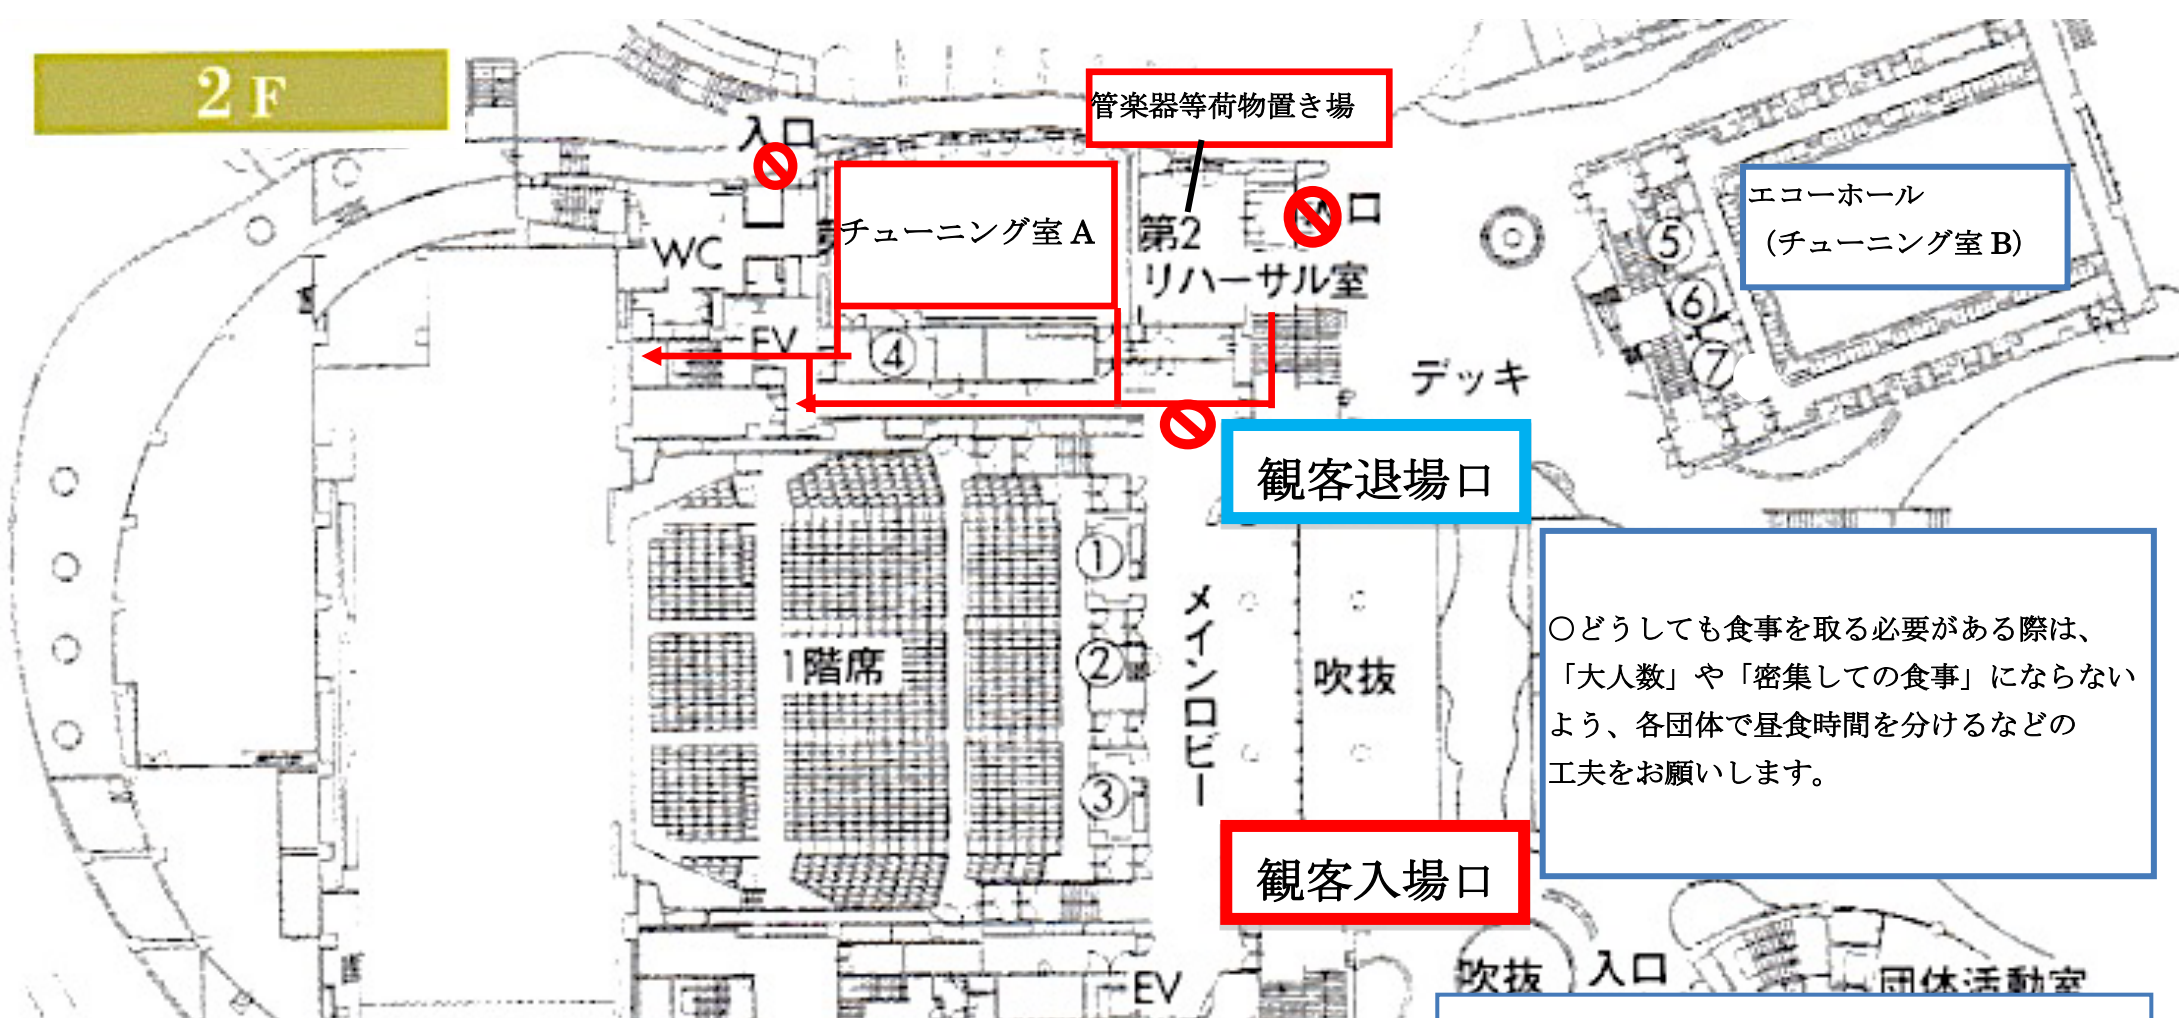 2 F
管楽器等荷物置き場
入口
チューニング室 A
第2
リハーサル室
口
エコーホール
（チューニング室 B）
WC
EV
④
⑤
⑥
⑦
デッキ
観客退場口
①
②
③
1階席
メインロビー
吹抜
〇どうしても食事を取る必要がある際は、
「大人数」や「密集しての食事」にならない
よう、各団体で昼食時間を分けるなどの
工夫をお願いします。
観客入場口
EV
吹抜
入口
団体活動室